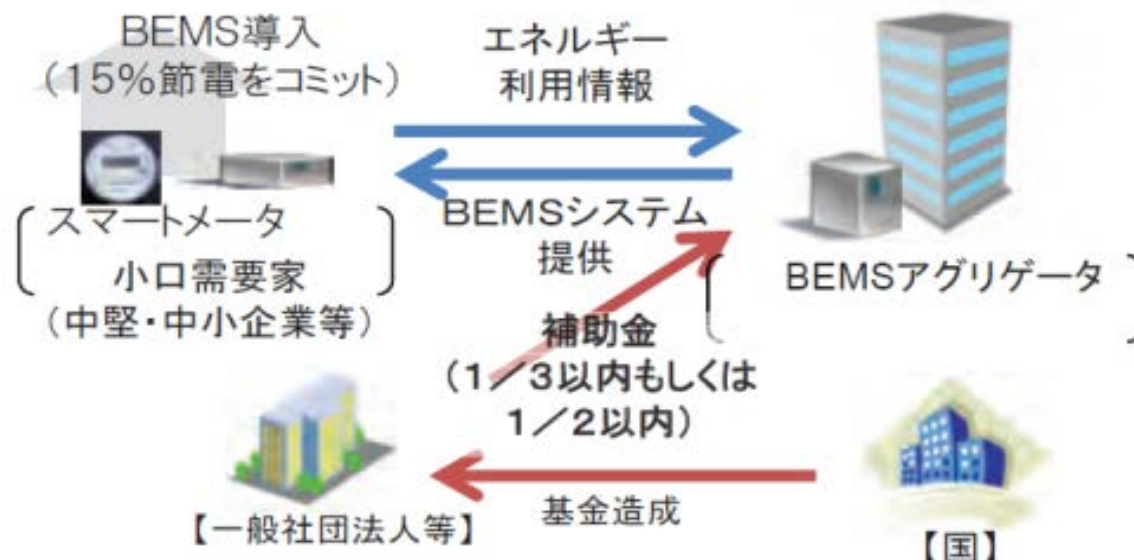 BEMS導入
（15%節電をコミット）
エネルギー
利用情報
スマートメータ
小口需要家
（中堅・中小企業等）
BEMSシステム
提供
BEMSアグリゲータ
補助金
（1／3以内もしくは
1／2以内）
【一般社団法人等】
基金造成
【国】